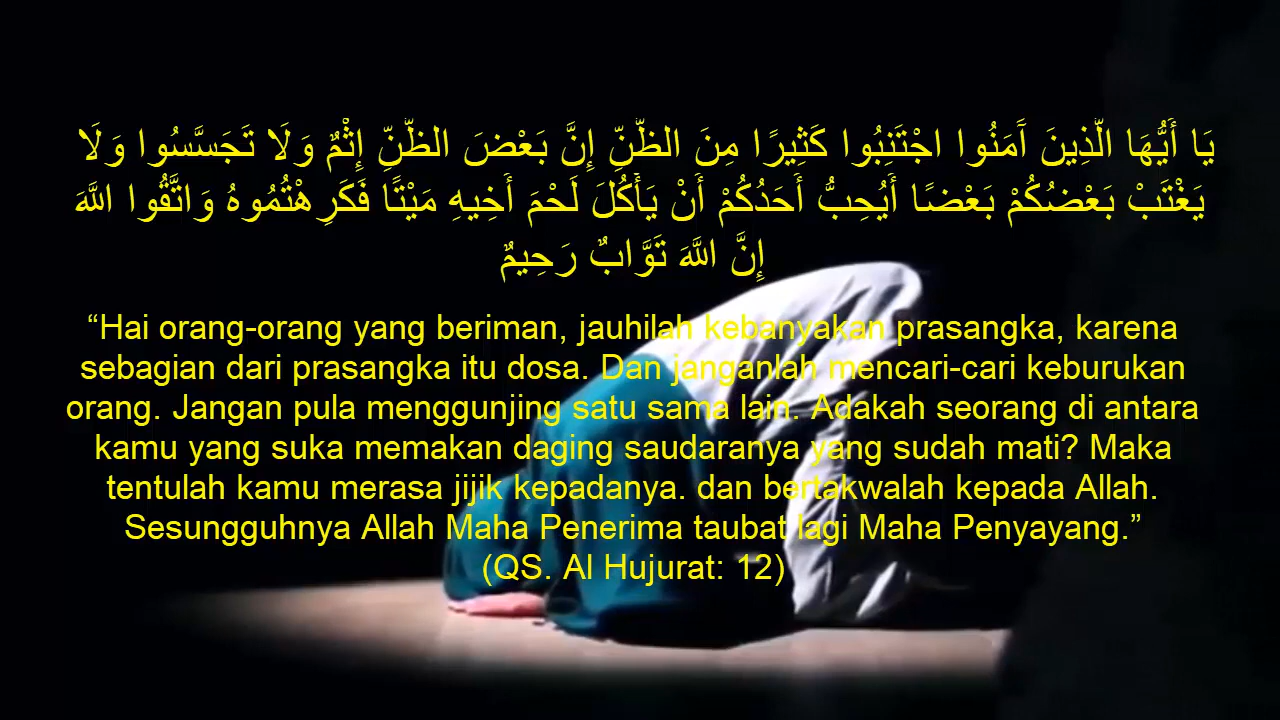 يَا أَيُّهَا الَّذِينَ آَمَنُوا اجْتَنِبُوا كَثِيرًا مِنَ الظَّنِّ إِنَّ بَعْضَ الظَّنِّ إِثْمٌ وَلَا تَجَسَّسُوا وَلَا
يَغْتَبْ بَعْضُكُمْ بَعْضًا أَيُحِبُّ أَحَدُكُمْ أَنْ يَأْكُلَ لَحْمَ أَخِيهِ مَيْتًا فَكَرِهْتُمُوهُ وَاتَّقُوا اللَّهَ
إِنَّ اللَّهَ تَوَّابٌ رَحِيمٌ
“Hai orang-orang yang beriman, jauhilah kebanyakan prasangka, karena
sebagian dari prasangka itu dosa. Dan janganlah mencari-cari keburukan
orang. Jangan pula menggunjing satu sama lain. Adakah seorang di antara
kamu yang suka memakan daging saudaranya yang sudah mati? Maka
tentulah kamu merasa jijik kepadanya. dan bertakwalah kepada Allah.
Sesungguhnya Allah Maha Penerima taubat lagi Maha Penyayang.”
(QS. Al Hujurat: 12)